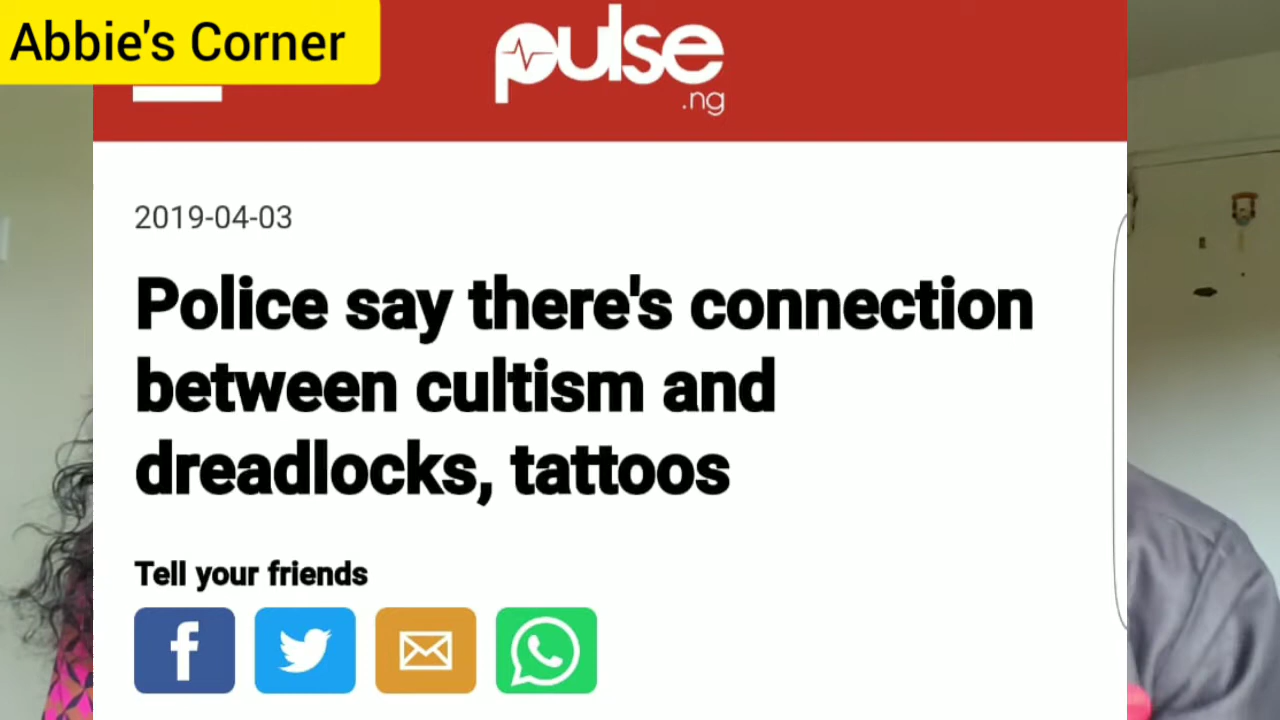 Abbie's Corner
pulse
.ng
2019-04-03
Police say there's connection
between cultism and
dreadlocks, tattoos
Tell your friends